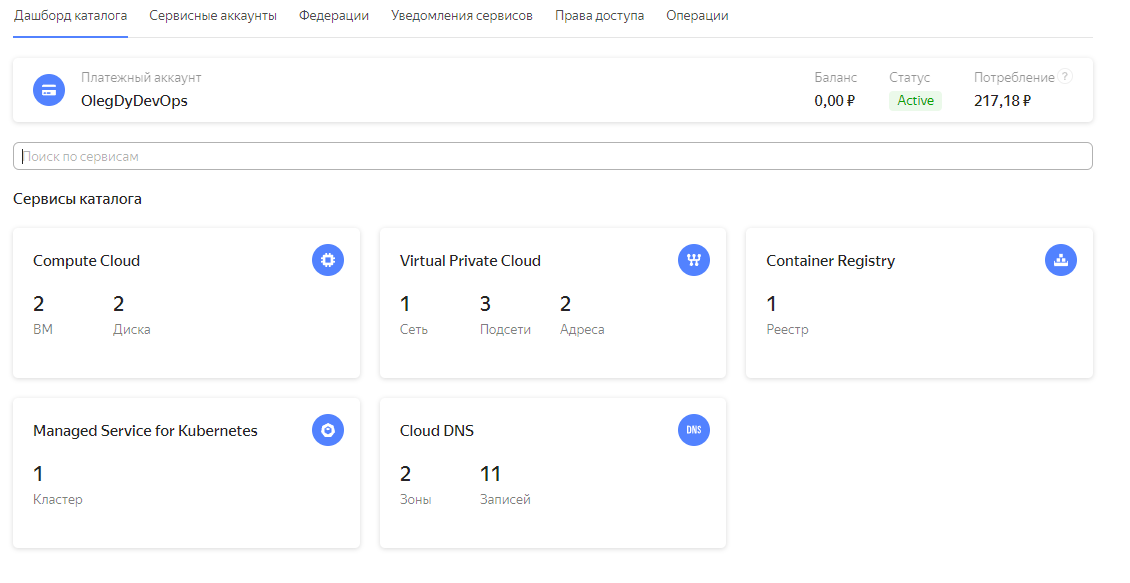 Дашборд каталога Сервисные аккаунты Федерации Уведомления сервисов Права доступа Операции
Платежный аккаунт Баланс Статус Потребление ?
OlegDyDevOps 0,00 ₽ Active 217,18 ₽
Поиск по сервисам
Сервисы каталога
Compute Cloud Virtual Private Cloud Container Registry
2 2 1 3 2 1
ВМ Диска Сеть Подсети Адреса Реестр
Managed Service for Kubernetes Cloud DNS DNS
1 2 11
Кластер Зоны Записей